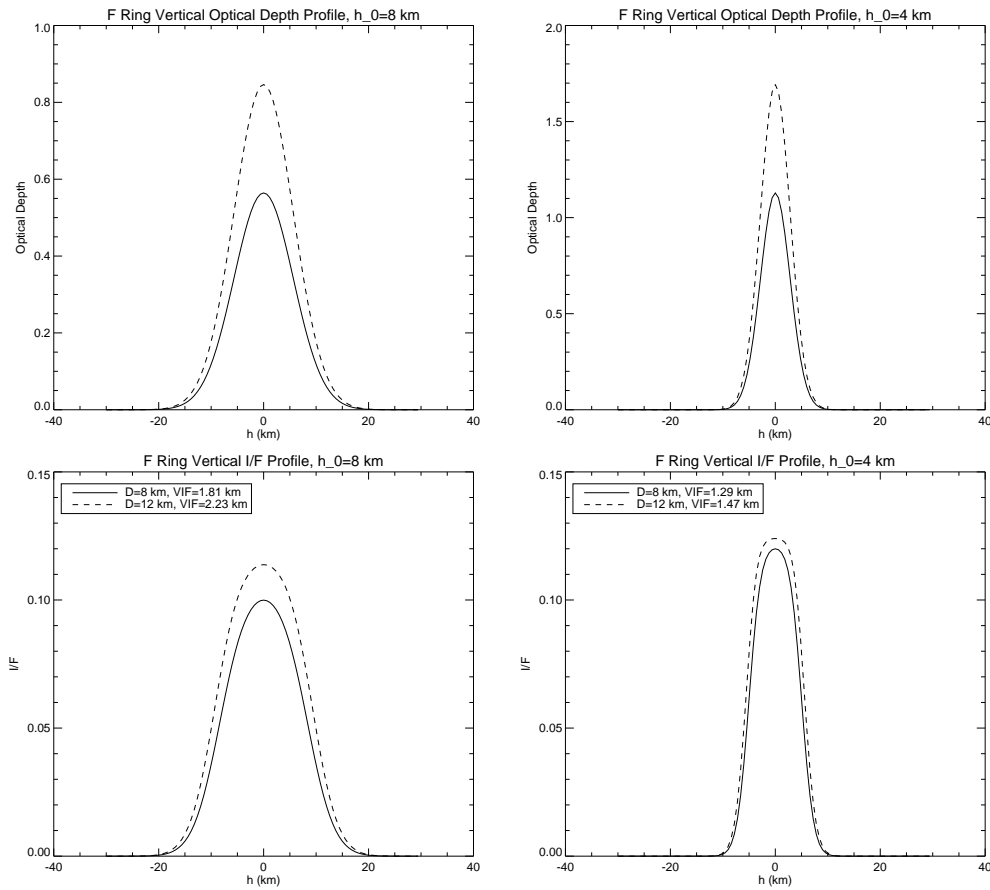 F Ring Vertical Optical Depth Profile, h_0=8 km
1.0
0.8
0.6
0.4
0.2
0.0
Optical Depth
-40 -20 0 20 40
h (km)
F Ring Vertical Optical Depth Profile, h_0=4 km
2.0
1.5
1.0
0.5
0.0
Optical Depth
-40 -20 0 20 40
h (km)
F Ring Vertical I/F Profile, h_0=8 km
0.15
0.10
0.05
0.00
I/F
D=8 km, VIF=1.81 km
D=12 km, VIF=2.23 km
-40 -20 0 20 40
h (km)
F Ring Vertical I/F Profile, h_0=4 km
0.15
0.10
0.05
0.00
I/F
D=8 km, VIF=1.29 km
D=12 km, VIF=1.47 km
-40 -20 0 20 40
h (km)